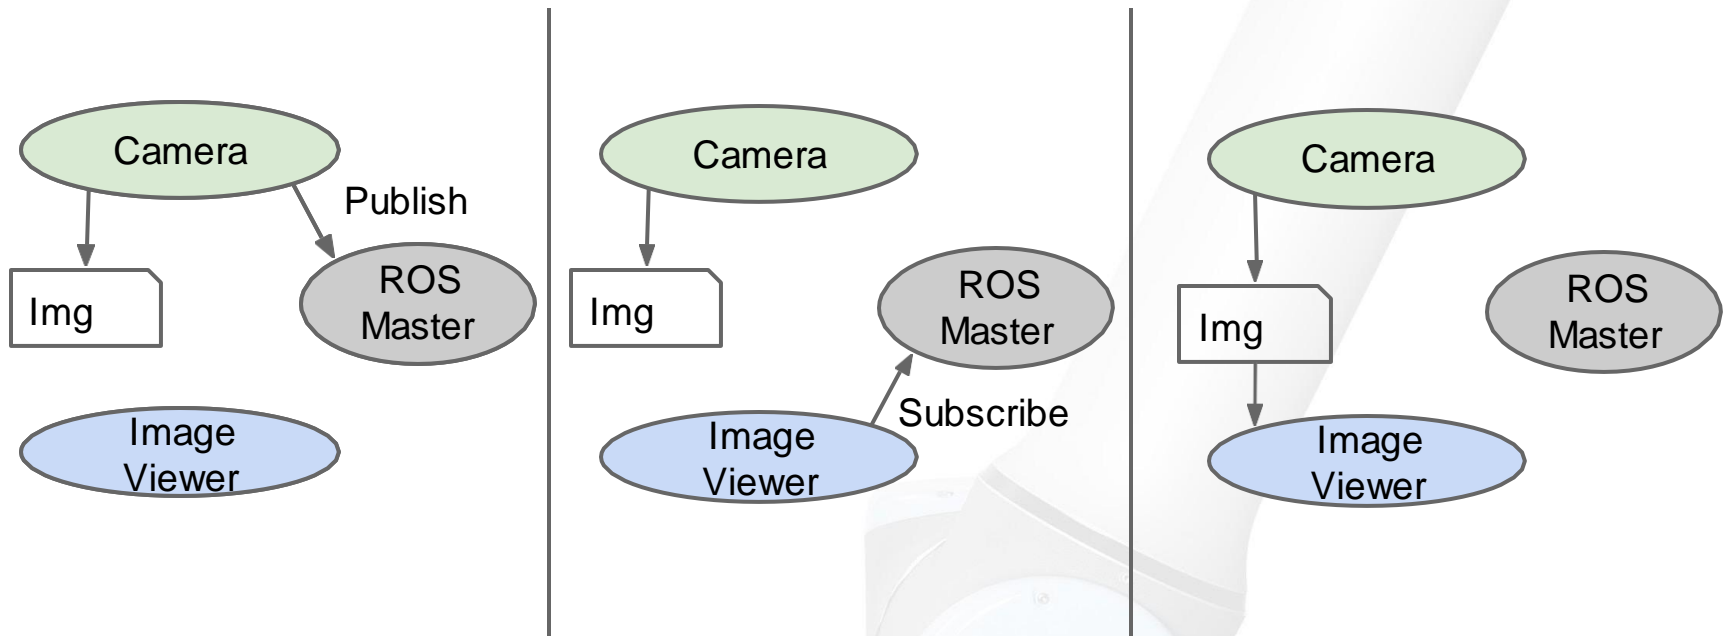 Camera
Publish
ROS
Master
Img
Image
Viewer
Camera
ROS
Master
Img
Subscribe
Image
Viewer
Camera
ROS
Master
Img
Image
Viewer